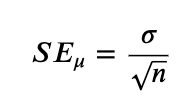 SE_μ = σ / √n